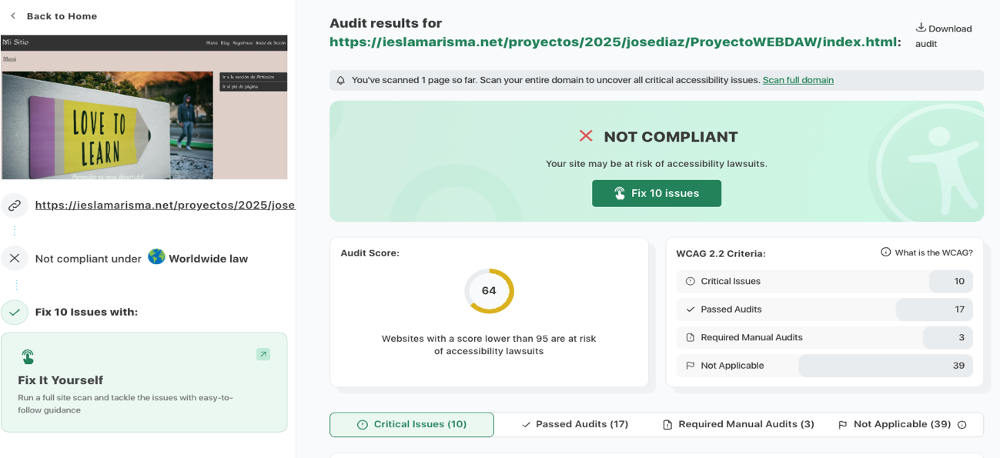 Back to Home
Mi Sitio
Menú Blog Registrarse Inicio de Sesión
Menú
LOVE TO
LEARN
Aprender es muy divertido!
Ir a la sección de Artículos
Ir al pie de página
https://ieslamarisma.net/proyectos/2025/jose
Not compliant under Worldwide law
Fix 10 Issues with:
Fix It Yourself
Run a full site scan and tackle the issues with easy-to-
follow guidance
Audit results for
https://ieslamarisma.net/proyectos/2025/josediaz/ProyectoWEBDAW/index.html:
Download
audit
You've scanned 1 page so far. Scan your entire domain to uncover all critical accessibility issues. Scan full domain
NOT COMPLIANT
Your site may be at risk of accessibility lawsuits.
Fix 10 issues
Audit Score:
64
Websites with a score lower than 95 are at risk
of accessibility lawsuits
WCAG 2.2 Criteria:
What is the WCAG?
Critical Issues 10
Passed Audits 17
Required Manual Audits 3
Not Applicable 39
Critical Issues (10)
Passed Audits (17)
Required Manual Audits (3)
Not Applicable (39)